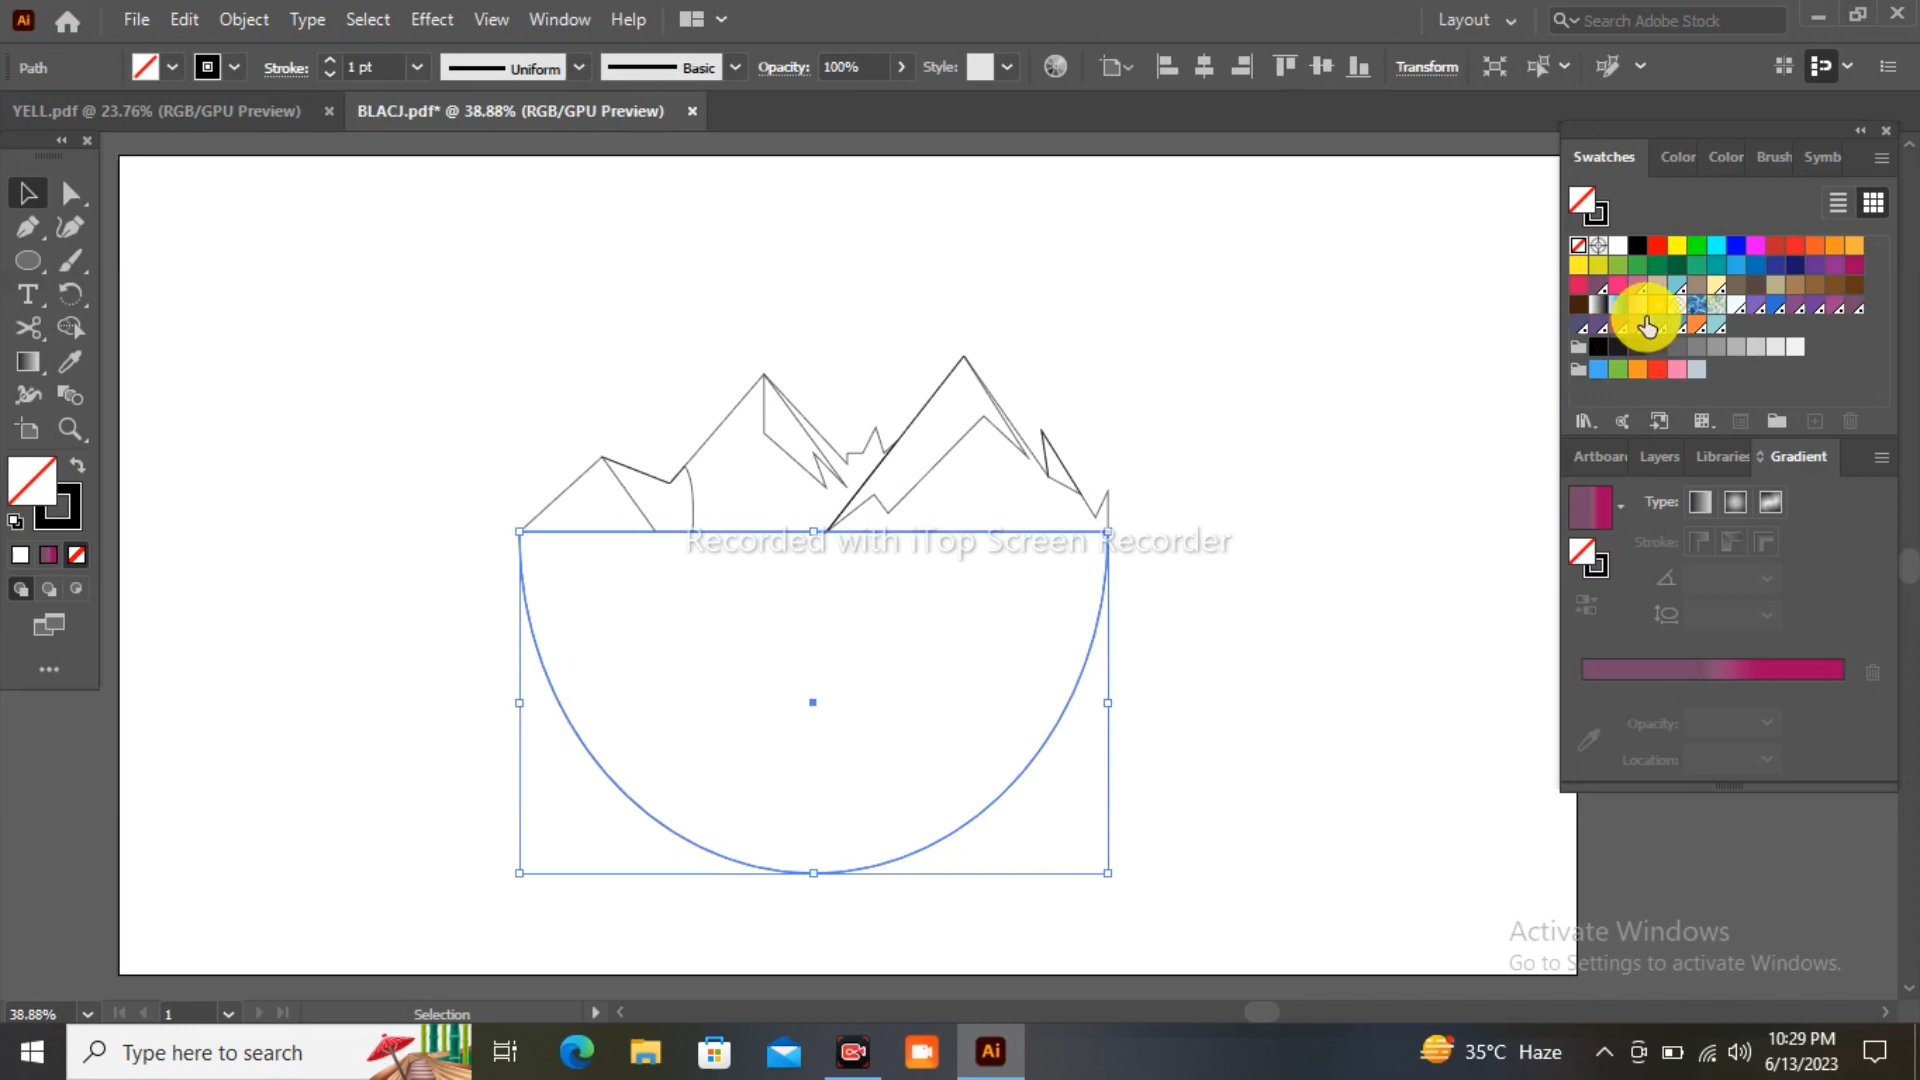 Ai File Edit Object Type Select Effect View Window Help Layout Search Adobe Stock
Path Stroke: 1 pt Uniform Basic Opacity: 100% Style: Transform
YELL.pdf @ 23.76% (RGB/GPU Preview) BLACJ.pdf* @ 38.88% (RGB/GPU Preview)
Swatches Color Color Brush Symb
Artboar Layers Libraries Gradient
Type:
Stroke:
Recorded with iTop Screen Recorder
Opacity:
Location:
Activate Windows
Go to Settings to activate Windows.
38.88% 1 Selection
Type here to search Ai 35°C Haze 10:29 PM
6/13/2023